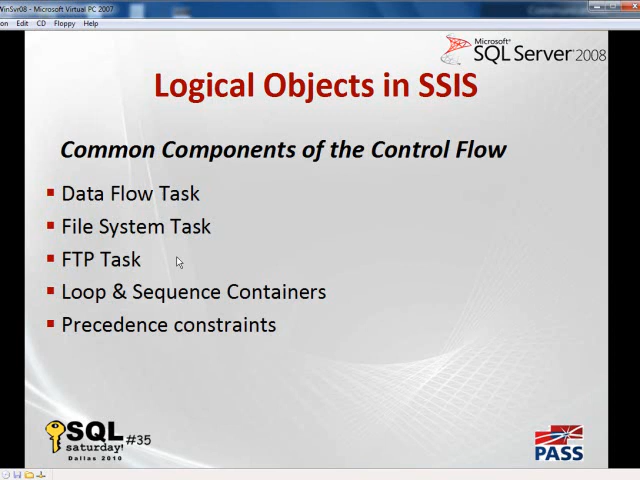 WinSvr08 - Microsoft Virtual PC 2007
Edit CD Floppy Help
Microsoft®
SQL Server® 2008
Logical Objects in SSIS
Common Components of the Control Flow
Data Flow Task
File System Task
FTP Task
Loop & Sequence Containers
Precedence constraints
SQL
saturday!
#35
Dallas 2010
PASS